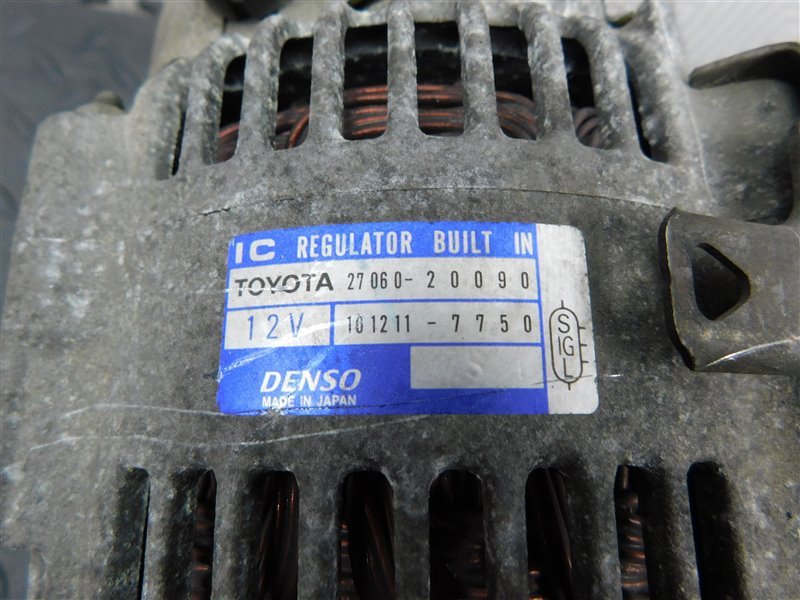 IC REGULATOR BUILT IN
TOYOTA 27060-20090
12V 101211-7750
DENSO
MADE IN JAPAN
S
IG
L